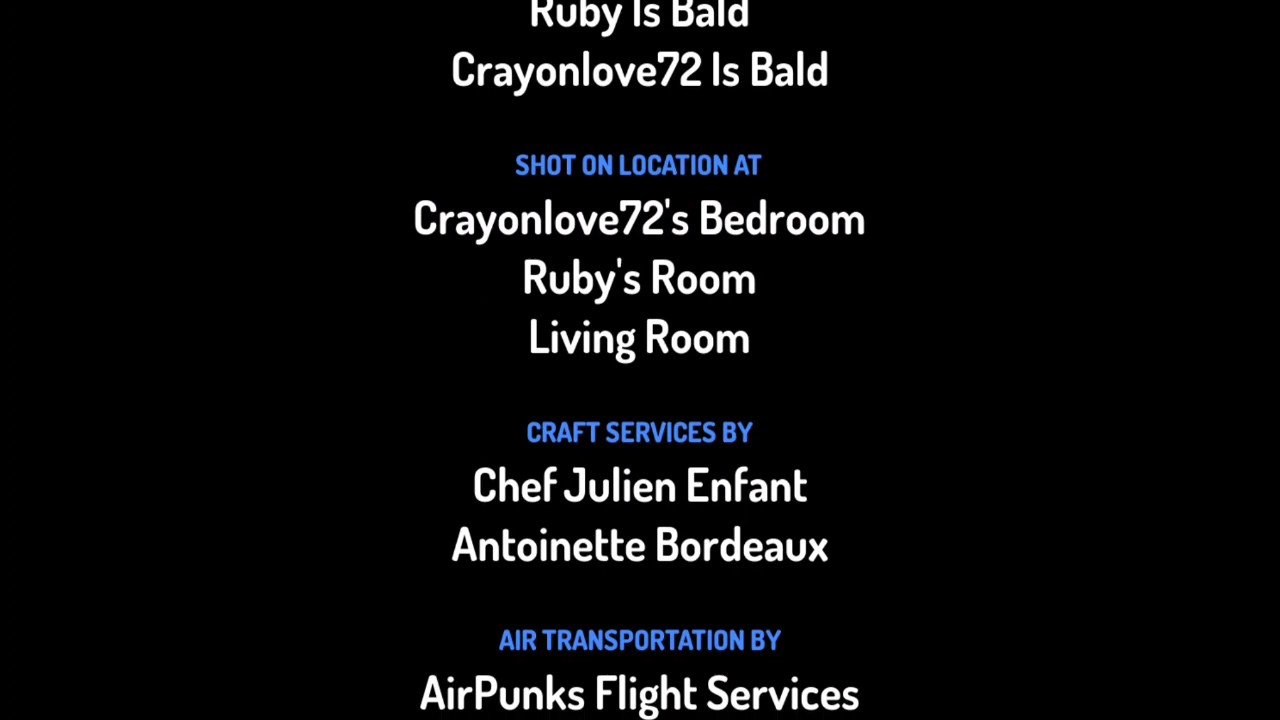 Ruby Is Bald
Crayonlove72 Is Bald
SHOT ON LOCATION AT
Crayonlove72's Bedroom
Ruby's Room
Living Room
CRAFT SERVICES BY
Chef Julien Enfant
Antoinette Bordeaux
AIR TRANSPORTATION BY
AirPunks Flight Services